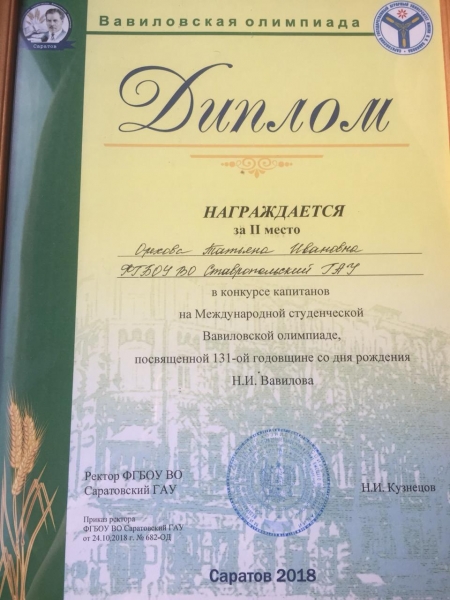 Вавиловская олимпиада
Саратов
Диплом
НАГРАЖДАЕТСЯ
за II место
Татьяна Ивановна
ФГБОУ ВО Ставропольский ГАУ
в конкурсе капитанов
на Международной студенческой
Вавиловской олимпиаде,
посвященной 131-ой годовщине со дня рождения
Н.И. Вавилова
Ректор ФГБОУ ВО
Саратовский ГАУ
Н.И. Кузнецов
Приказ ректора
ФГБОУ ВО Саратовский ГАУ
от 24.10.2018 г. № 682-ОД
Саратов 2018